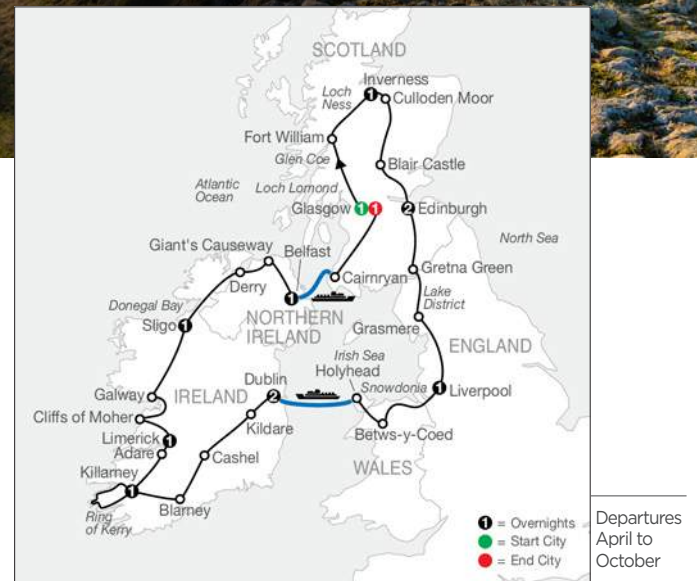 SCOTLAND
Inverness
1
Loch
Ness
Culloden Moor
Fort William
Glen Coe
Blair Castle
Atlantic
Ocean
Loch Lomond
Glasgow
1
1
2
Edinburgh
North Sea
Giant's Causeway
Belfast
Cairnryan
Gretna Green
Derry
1
Lake
District
Donegal Bay
NORTHERN
IRELAND
Sligo
1
Grasmere
ENGLAND
Irish Sea
Holyhead
Dublin
2
Snowdonia
1
Liverpool
Galway
IRELAND
Cliffs of Moher
Kildare
Betws-y-Coed
Limerick
1
Adare
Cashel
WALES
Killarney
1
Ring
of Kerry
Blarney
1 = Overnights
= Start City
= End City
Departures
April to
October